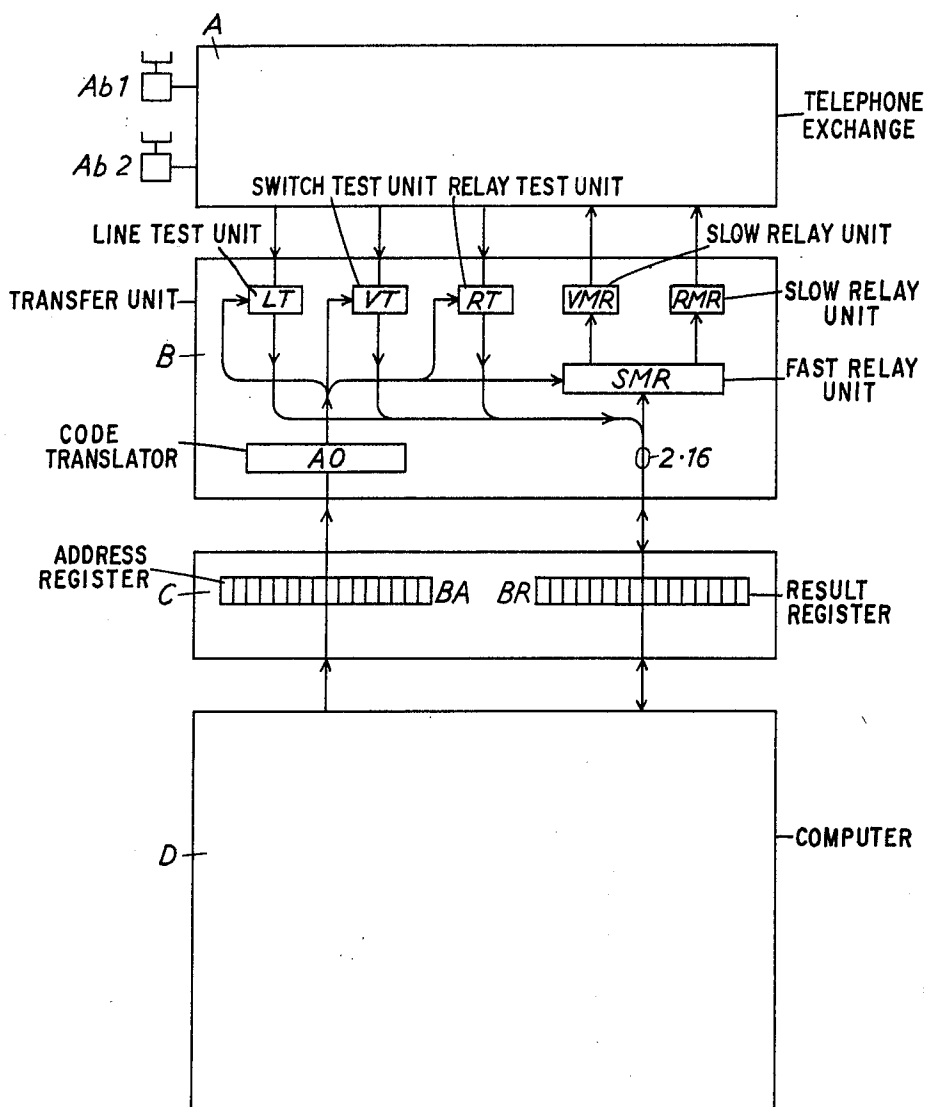 A
Ab 1
TELEPHONE
EXCHANGE
Ab 2
SWITCH TEST UNIT RELAY TEST UNIT
LINE TEST UNIT
SLOW RELAY UNIT
TRANSFER UNIT
LT
VT
RT
VMR
RMR
SLOW RELAY
UNIT
B
SMR
FAST RELAY
UNIT
CODE
TRANSLATOR
AO
2·16
ADDRESS
REGISTER
C
BA
BR
RESULT
REGISTER
D
COMPUTER